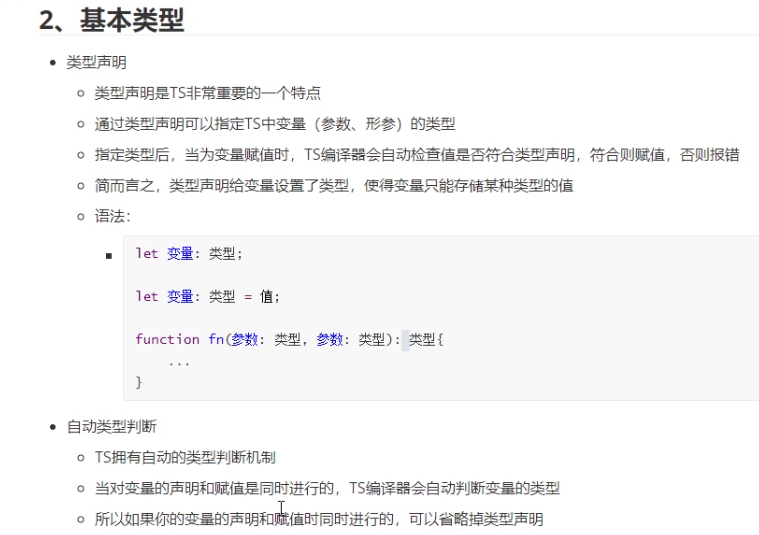 2、基本类型
类型声明
类型声明是TS非常重要的一个特点
通过类型声明可以指定TS中变量（参数、形参）的类型
指定类型后，当为变量赋值时，TS编译器会自动检查值是否符合类型声明，符合则赋值，否则报错
简而言之，类型声明给变量设置了类型，使得变量只能存储某种类型的值
语法：
let 变量: 类型;
let 变量: 类型 = 值;
function fn(参数: 类型, 参数: 类型): 类型{
...
}
自动类型判断
TS拥有自动的类型判断机制
当对变量的声明和赋值是同时进行的，TS编译器会自动判断变量的类型
所以如果你的变量的声明和赋值时同时进行的，可以省略掉类型声明